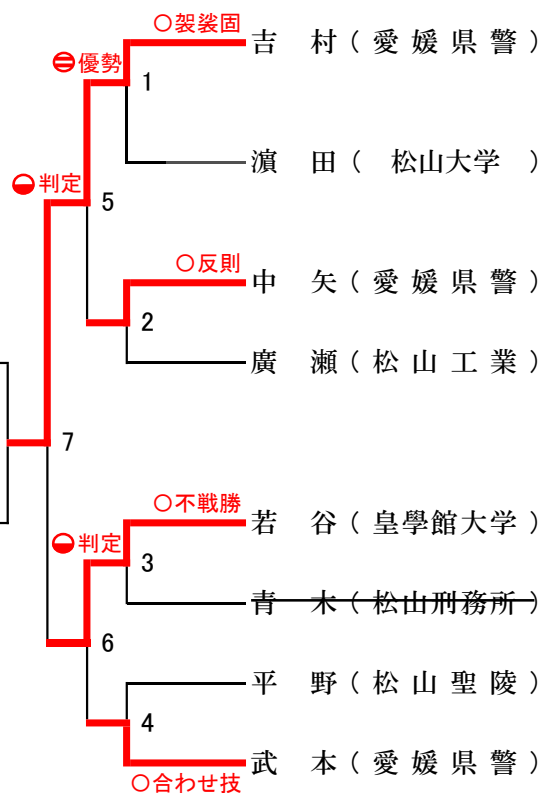 ○袈裟固
吉 村（愛媛県警）
優勢
1
濵 田（ 松山大学 ）
判定
5
○反則
中 矢（愛媛県警）
2
廣 瀬（松山工業）
7
○不戦勝
若 谷（皇學館大学）
判定
3
青 木（松山刑務所）
6
平 野（松山聖陵）
4
武 本（愛媛県警）
○合わせ技